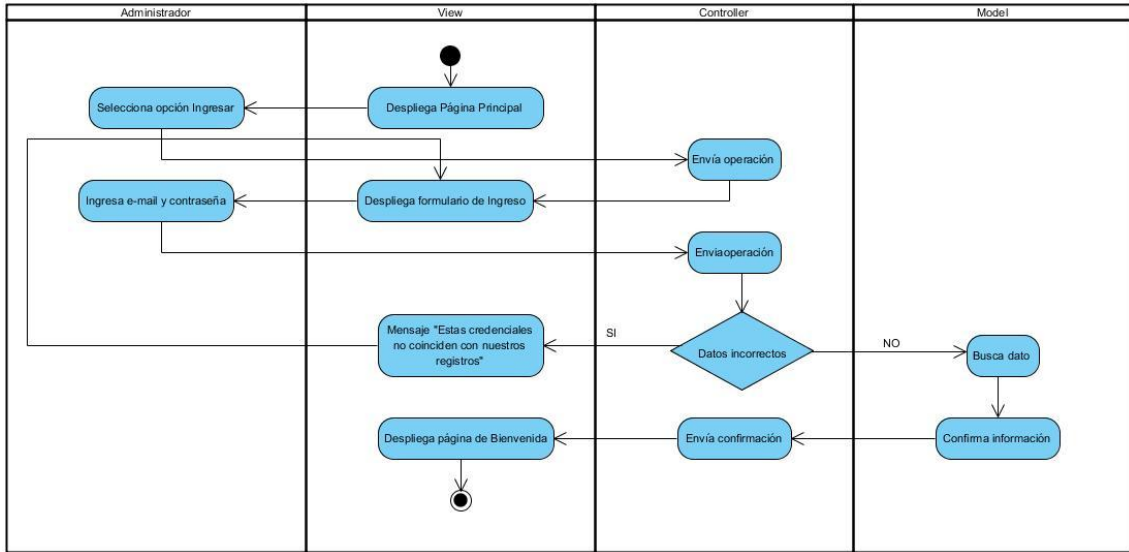 Administrador
View
Controller
Model
Selecciona opción Ingresar
Despliega Página Principal
Envía operación
Ingresa e-mail y contraseña
Despliega formulario de Ingreso
Enviaoperación
Mensaje "Estas credenciales
no coinciden con nuestros
registros"
SI
Datos incorrectos
NO
Busca dato
Despliega página de Bienvenida
Envía confirmación
Confirma información